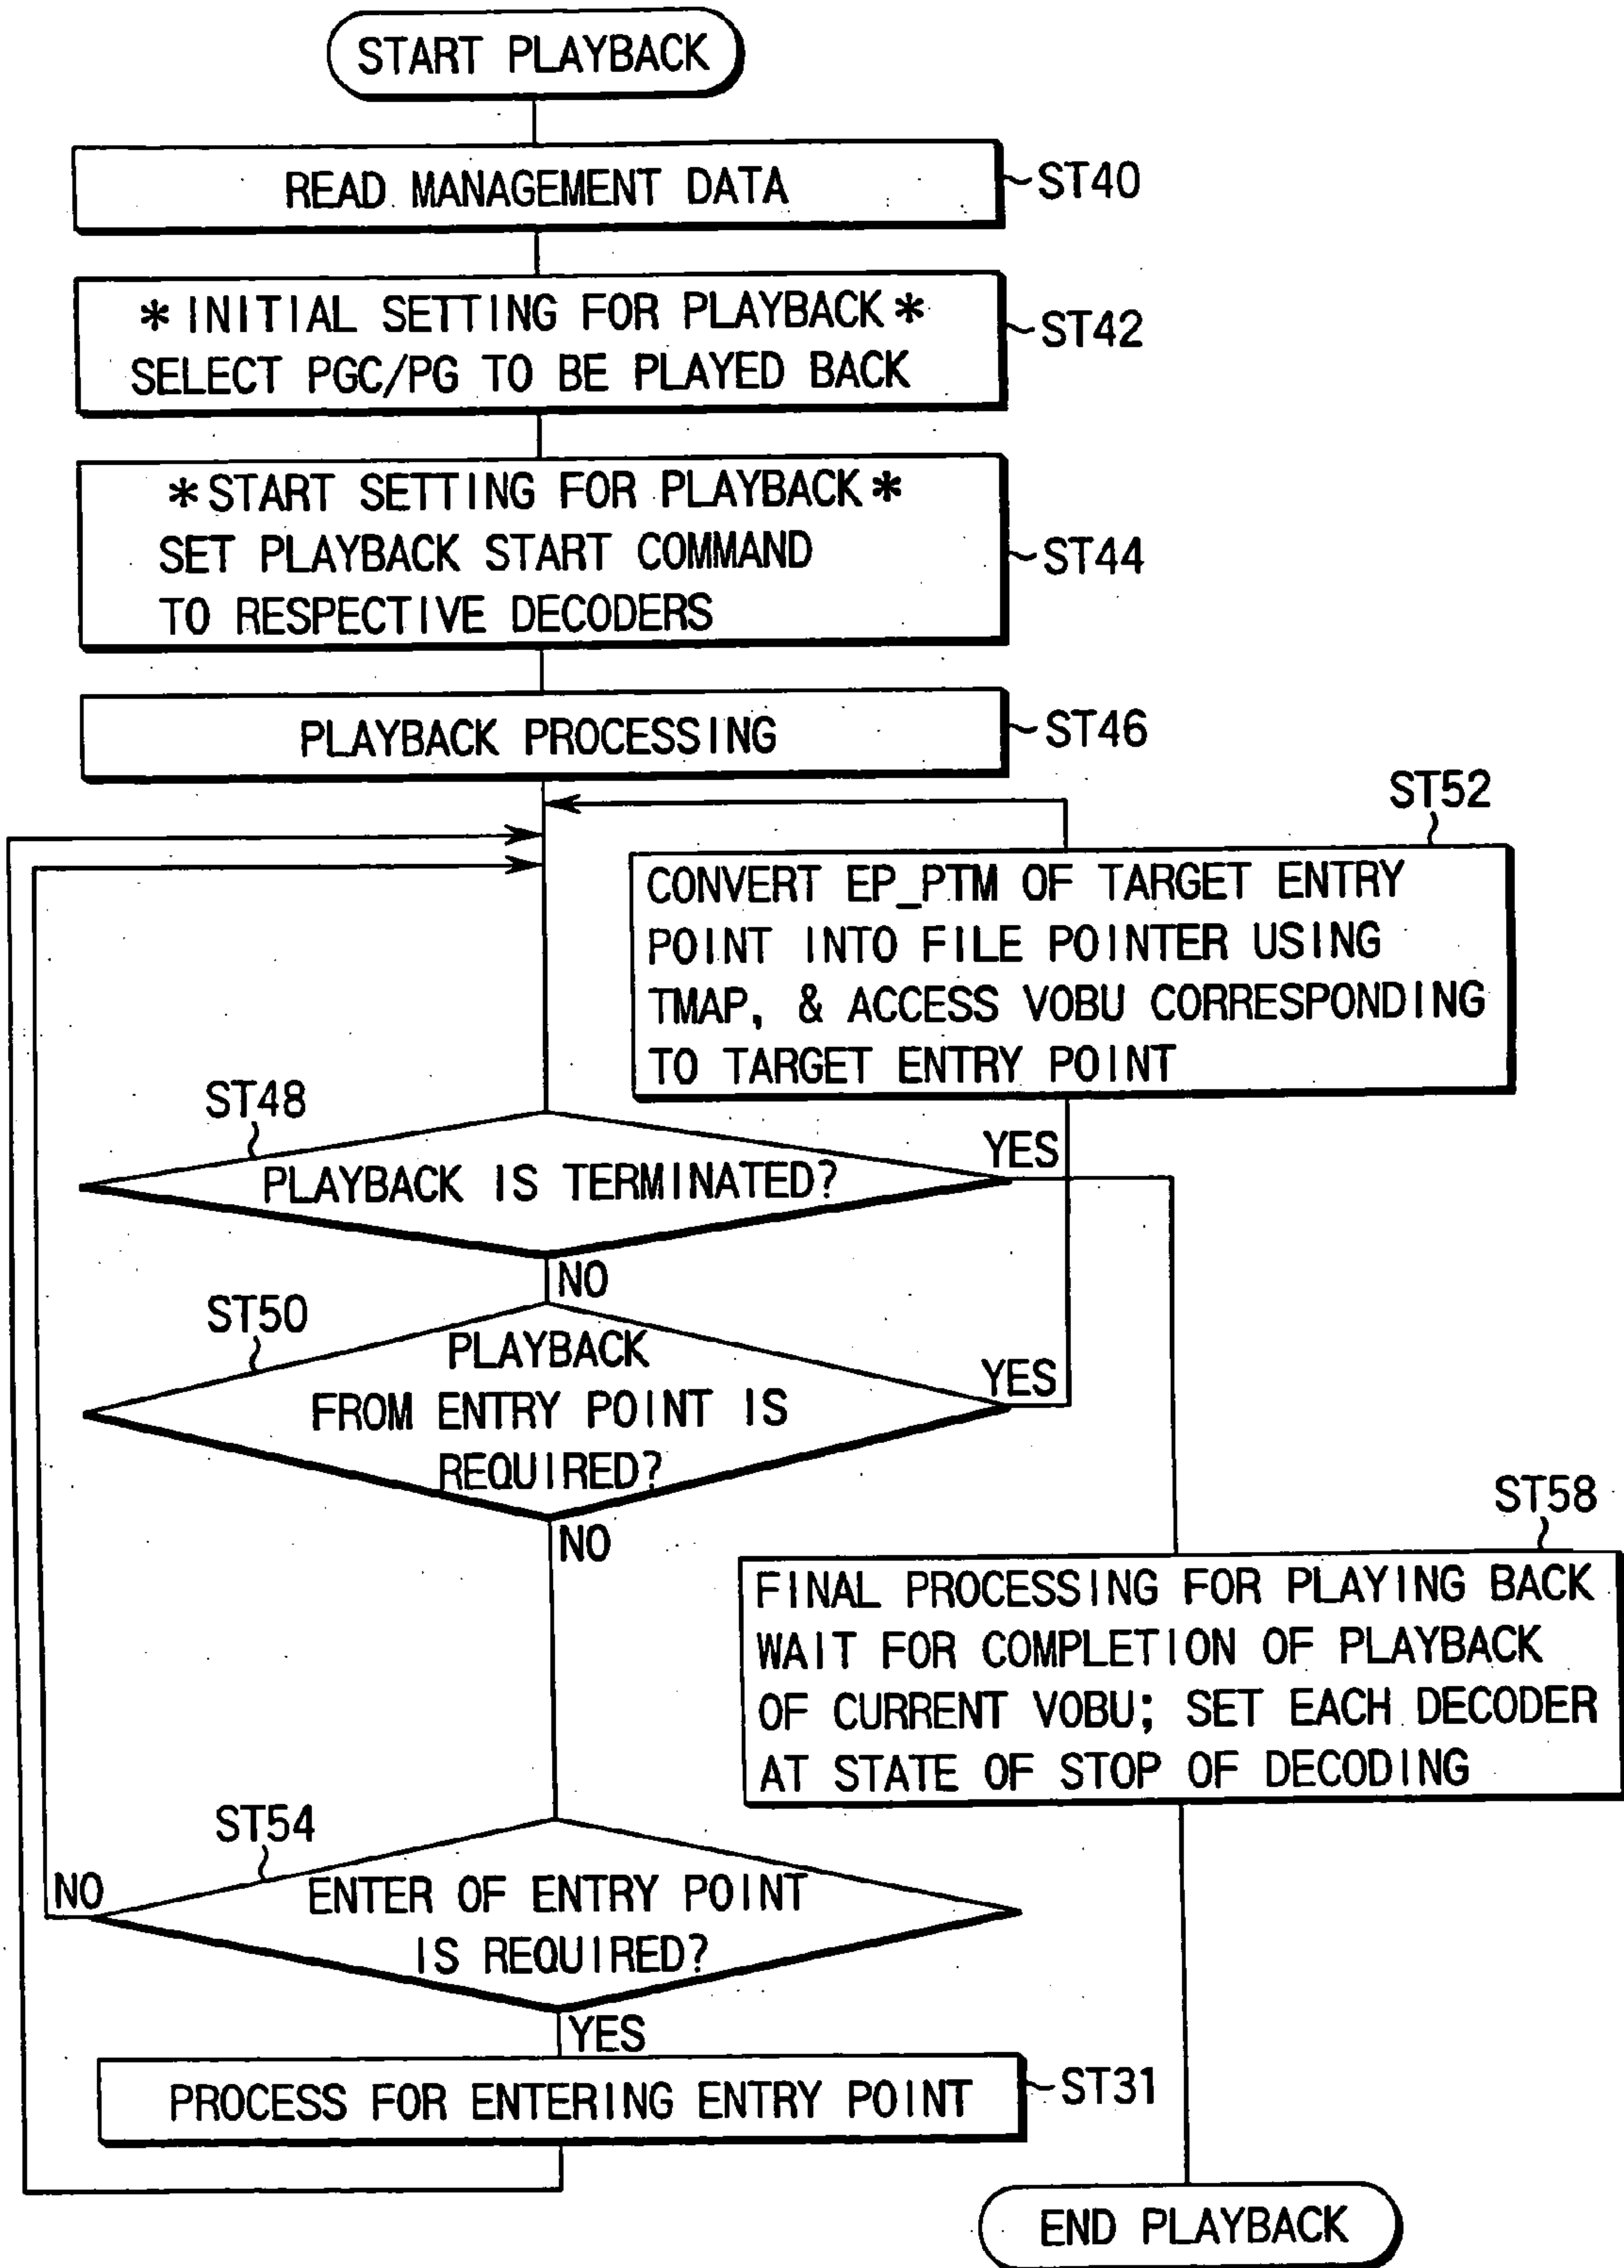 START PLAYBACK
READ MANAGEMENT DATA
ST40
* INITIAL SETTING FOR PLAYBACK *
SELECT PGC/PG TO BE PLAYED BACK
ST42
* START SETTING FOR PLAYBACK *
SET PLAYBACK START COMMAND
TO RESPECTIVE DECODERS
ST44
PLAYBACK PROCESSING
ST46
ST52
CONVERT EP_PTM OF TARGET ENTRY
POINT INTO FILE POINTER USING
TMAP, & ACCESS VOBU CORRESPONDING
TO TARGET ENTRY POINT
ST48
PLAYBACK IS TERMINATED?
YES
NO
ST50
PLAYBACK
FROM ENTRY POINT IS
REQUIRED?
YES
NO
ST58
FINAL PROCESSING FOR PLAYING BACK
WAIT FOR COMPLETION OF PLAYBACK
OF CURRENT VOBU; SET EACH DECODER
AT STATE OF STOP OF DECODING
ST54
NO
ENTER OF ENTRY POINT
IS REQUIRED?
YES
PROCESS FOR ENTERING ENTRY POINT
ST31
END PLAYBACK